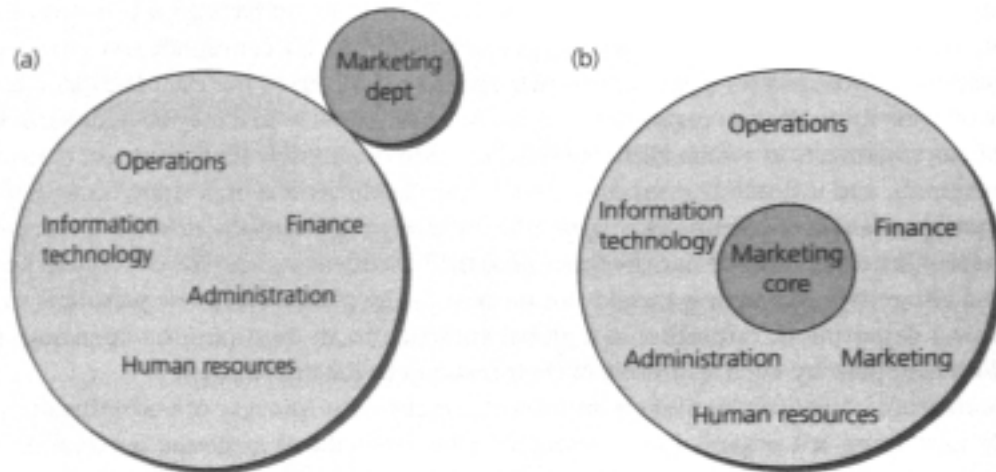 (a)
Marketing
dept
Operations
Information
technology
Finance
Administration
Human resources
(b)
Operations
Information
technology
Finance
Marketing
core
Administration
Marketing
Human resources